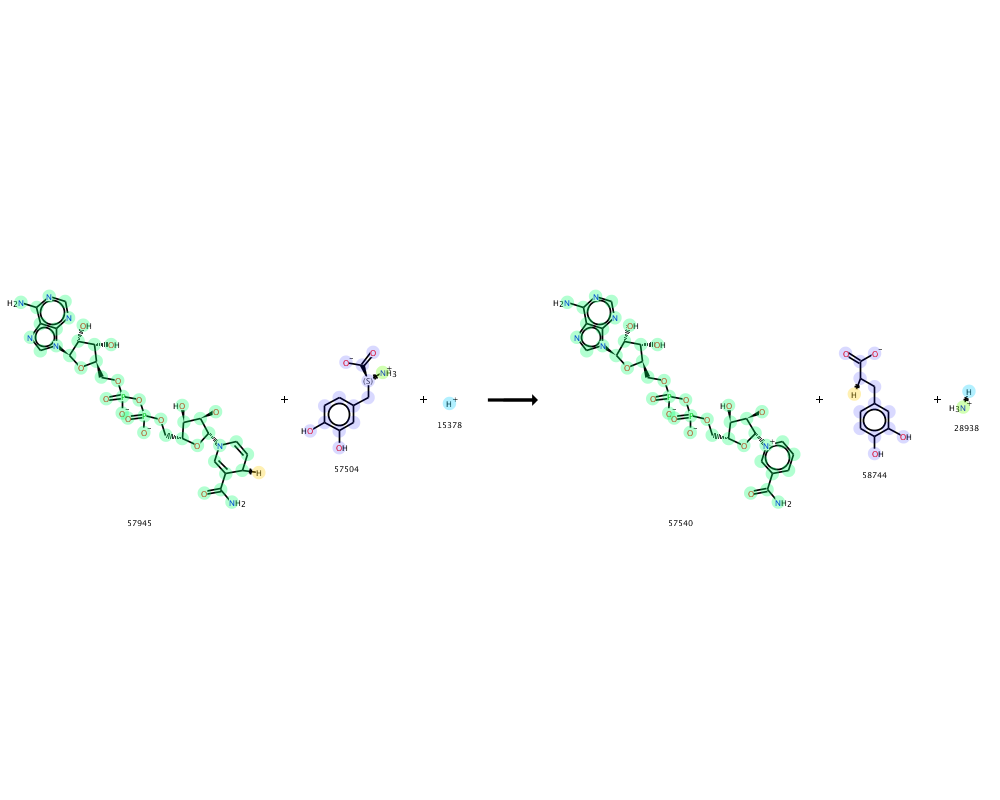 H2N N N N N OH OH O O P O O- O P O O- O HO O O N H O NH2
57945
+
O- O (S) NH3+ HO OH
57504
+
H+
15378
H2N N N N N OH OH O O P O O- O P O O- O HO O O N+ O NH2
57540
+
O O- H OH OH
58744
+
H H3N+
28938